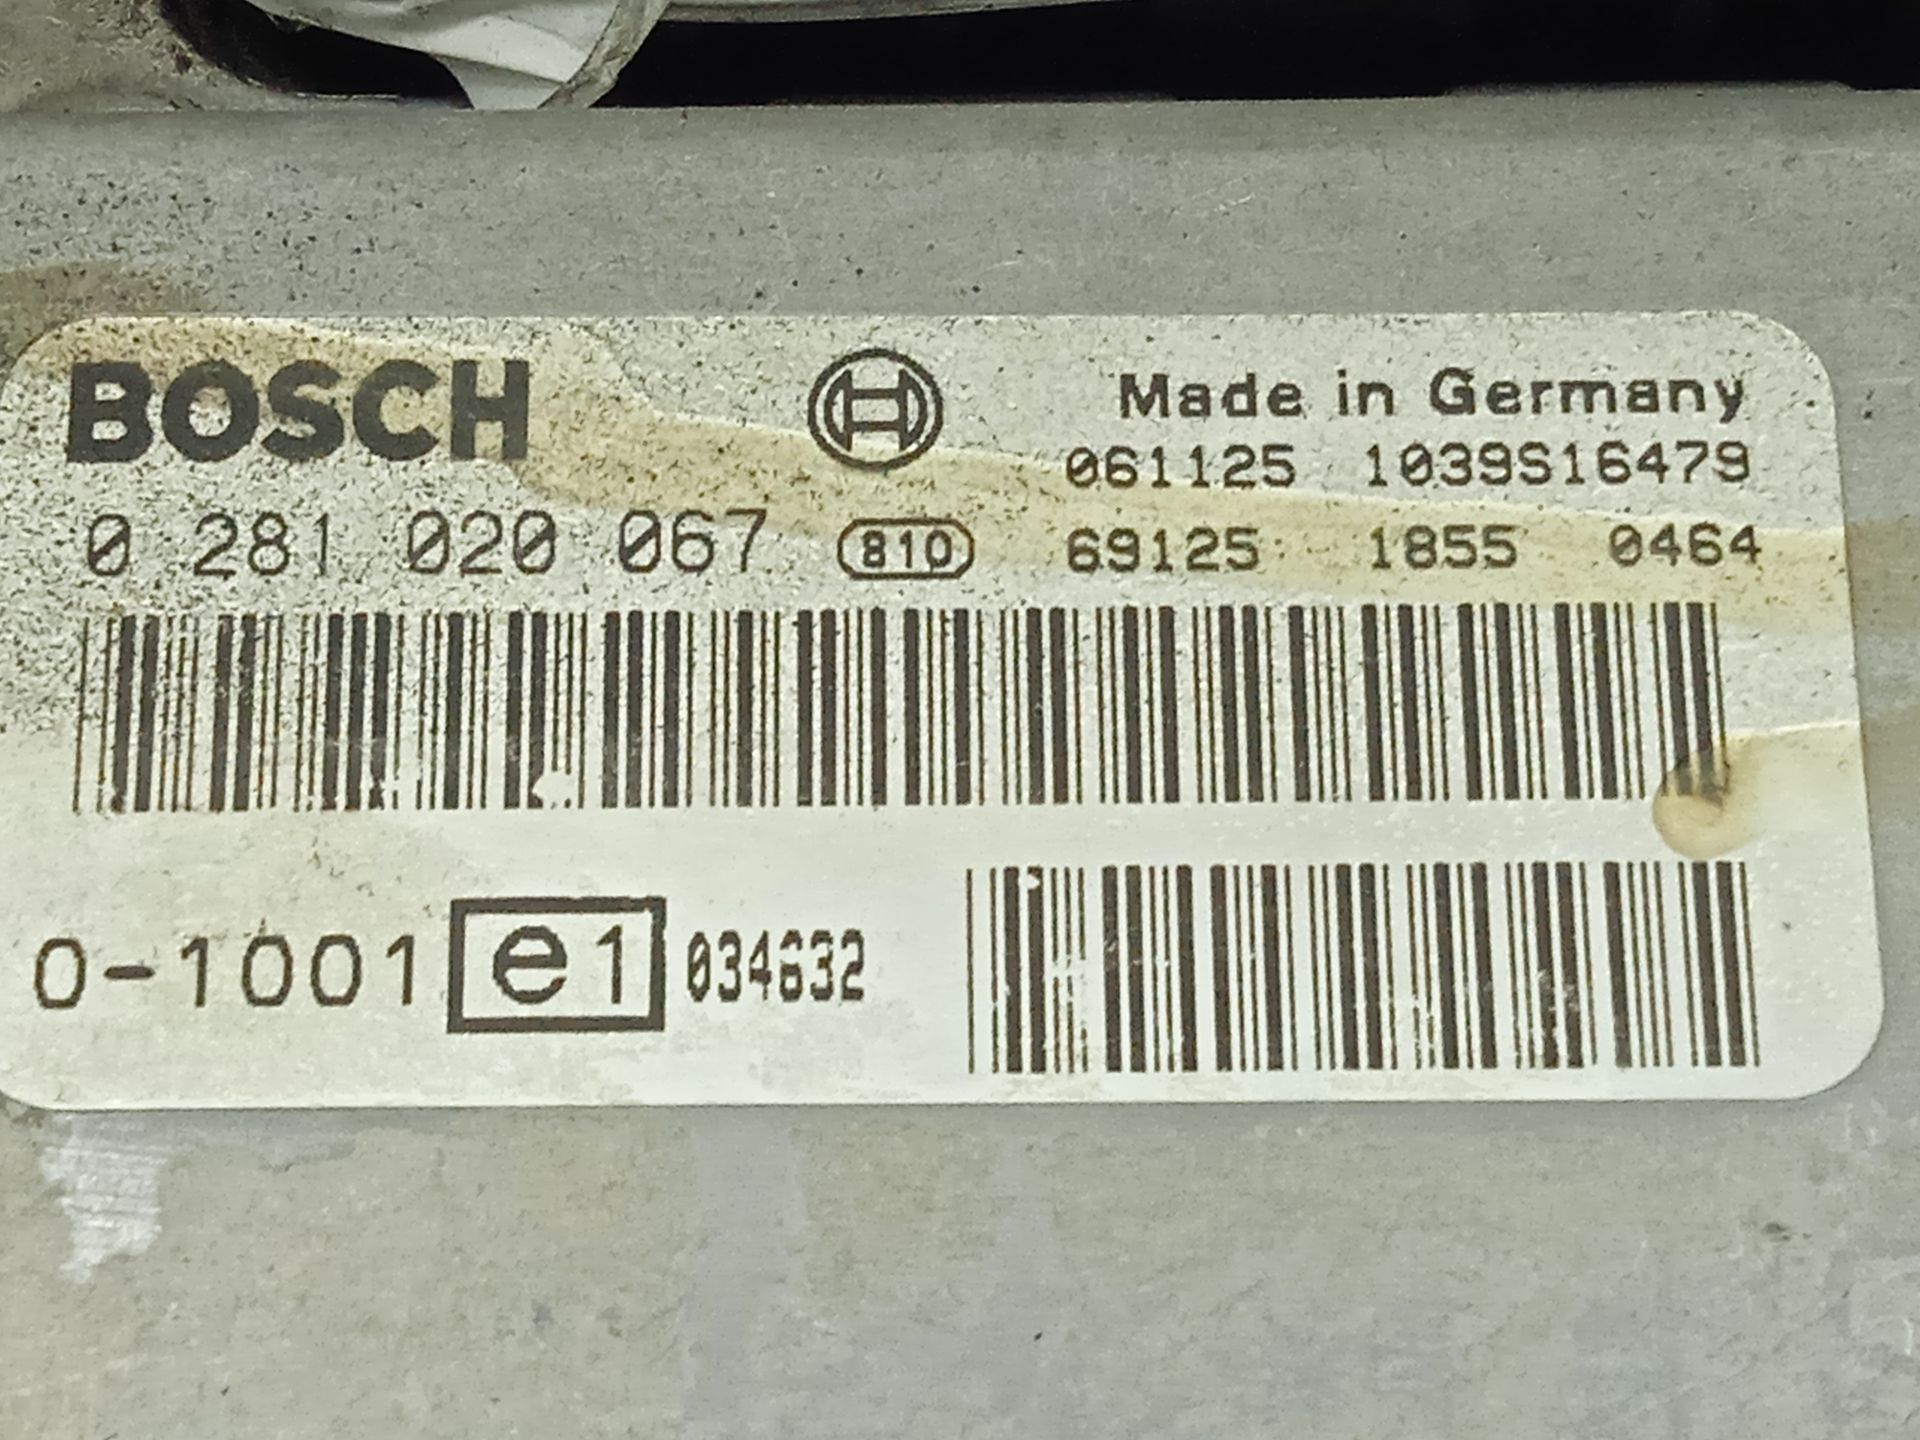 BOSCH
Made in Germany
061125 1039S16479
0 281 020 067 810 69125 1855 0464
0-1001 e1 034632